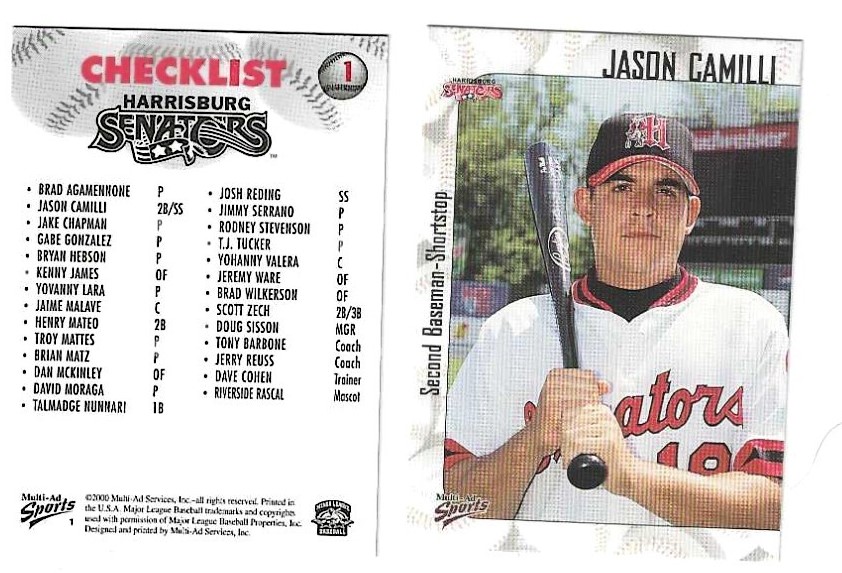 CHECKLIST
1
HARRISBURG
SENATORS
• BRAD AGAMENNONE P
• JASON CAMILLI 2B/SS
• JAKE CHAPMAN P
• GABE GONZALEZ P
• BRYAN HEBSON P
• KENNY JAMES OF
• YOVANNY LARA P
• JAIME MALAVE C
• HENRY MATEO 2B
• TROY MATTES P
• BRIAN MATZ P
• DAN MCKINLEY OF
• DAVID MORAGA P
• TALMADGE NUNNARI 1B
• JOSH REDING SS
• JIMMY SERRANO P
• RODNEY STEVENSON P
• T.J. TUCKER P
• YOHANNY VALERA C
• JEREMY WARE OF
• BRAD WILKERSON OF
• SCOTT ZECH 2B/3B
• DOUG SISSON MGR
• TONY BARBONE Coach
• JERRY REUSS Coach
• DAVE COHEN Trainer
• RIVERSIDE RASCAL Mascot
Multi-Ad
Sports
1
©2000 Multi-Ad Services, Inc.-all rights reserved. Printed in
the U.S.A. Major League Baseball trademarks and copyrights
used with permission of Major League Baseball Properties, Inc.
Designed and printed by Multi-Ad Services, Inc.
BASEBALL
JASON CAMILLI
HARRISBURG
SENATORS
Second Baseman-Shortstop
H
Budweiser
ators
18
Multi-Ad
Sports